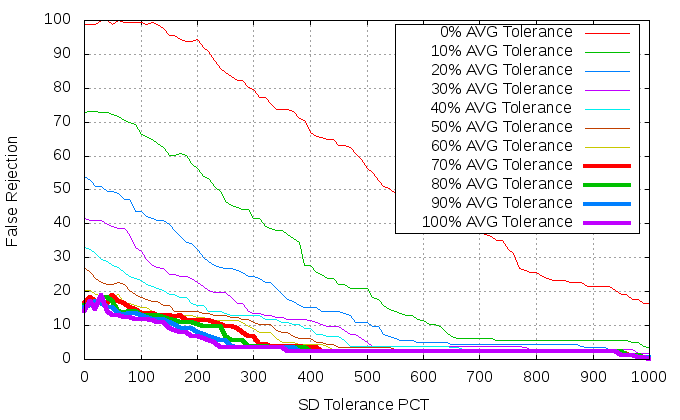 100
90
80
70
60
50
40
30
20
10
0
False Rejection
0% AVG Tolerance
10% AVG Tolerance
20% AVG Tolerance
30% AVG Tolerance
40% AVG Tolerance
50% AVG Tolerance
60% AVG Tolerance
70% AVG Tolerance
80% AVG Tolerance
90% AVG Tolerance
100% AVG Tolerance
0 100 200 300 400 500 600 700 800 900 1000
SD Tolerance PCT